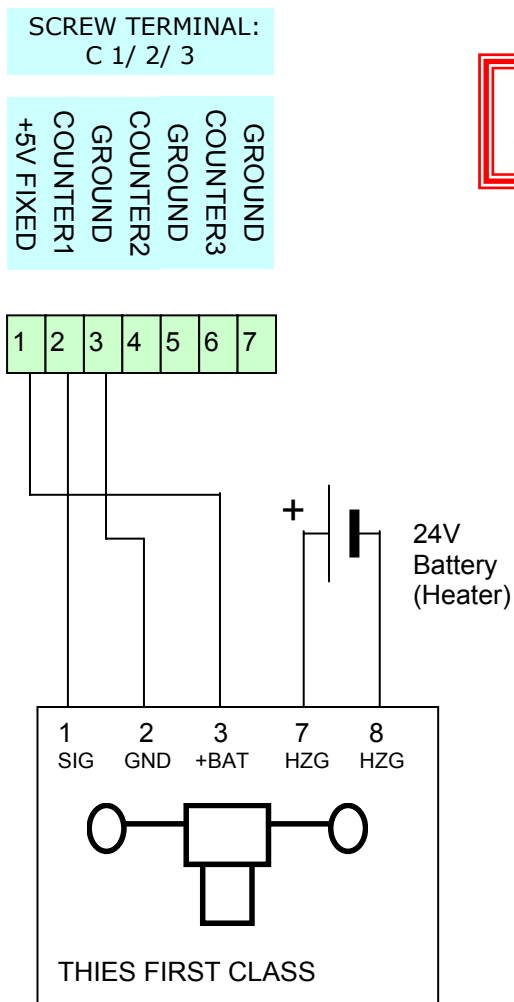 SCREW TERMINAL:
C 1/ 2/ 3
+5V FIXED
COUNTER1
GROUND
COUNTER2
GROUND
COUNTER3
GROUND
1 2 3 4 5 6 7
+
24V
Battery
(Heater)
1 2 3 7 8
SIG GND +BAT HZG HZG
THIES FIRST CLASS